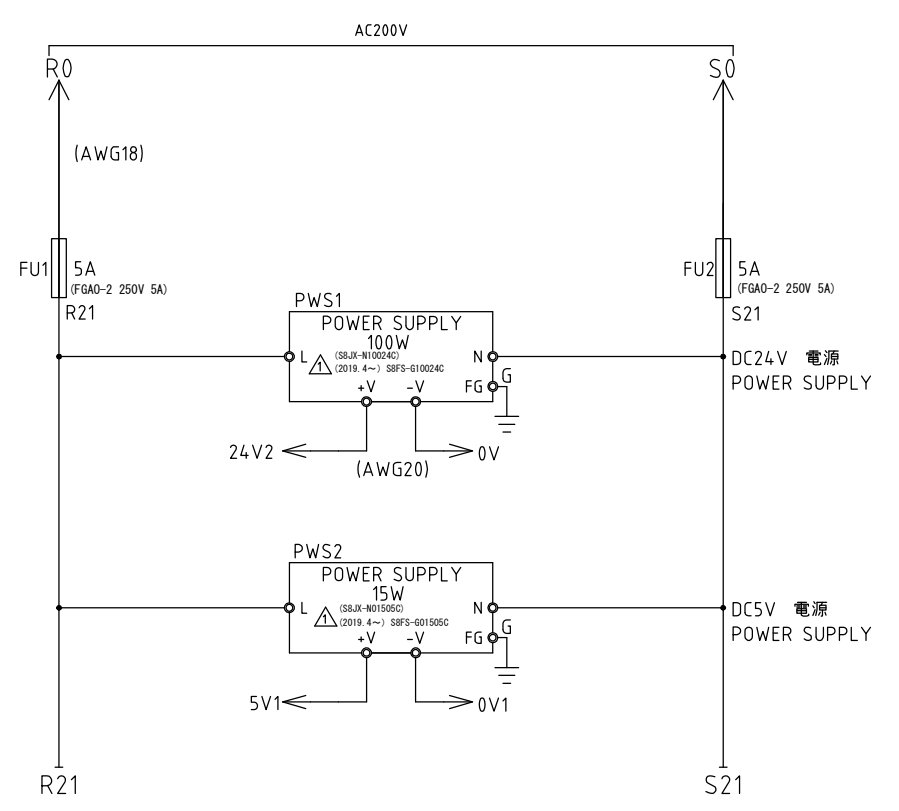 AC200V
R0
S0
(AWG18)
FU1
5A
(FGAO-2 250V 5A)
R21
FU2
5A
(FGAO-2 250V 5A)
S21
PWS1
POWER SUPPLY
100W
L
(S8JX-N10024C)
N
1
(2019.4～) S8FS-G10024C
+V
-V
FG
G
DC24V 電源
POWER SUPPLY
24V2
0V
(AWG20)
PWS2
POWER SUPPLY
15W
L
(S8JX-N01505C)
N
1
(2019.4～) S8FS-G01505C
+V
-V
FG
G
DC5V 電源
POWER SUPPLY
5V1
0V1
R21
S21